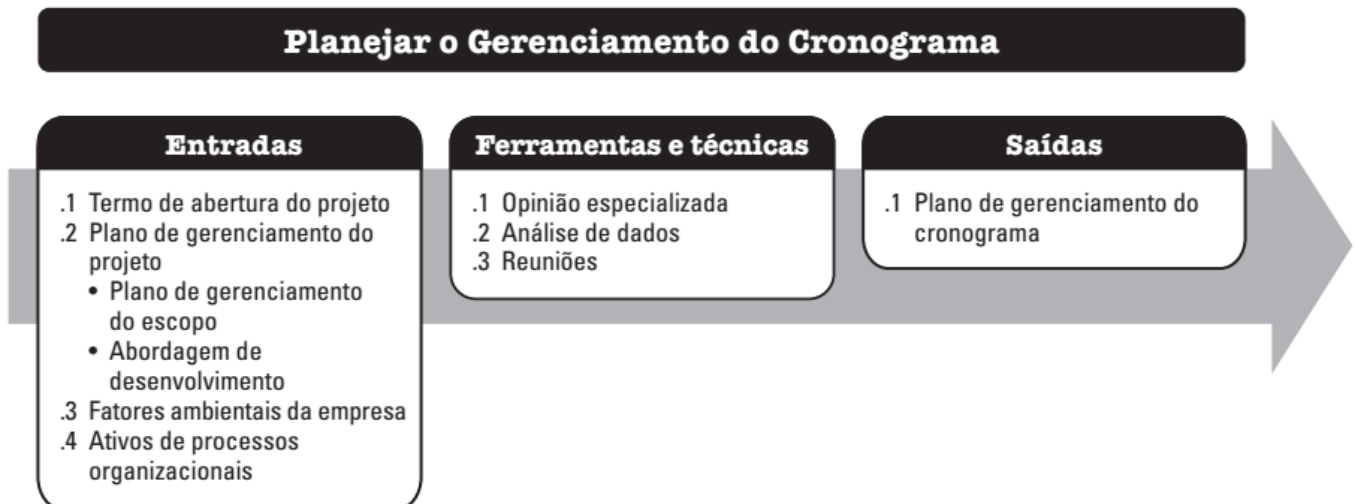 Planejar o Gerenciamento do Cronograma
Entradas
.1 Termo de abertura do projeto
.2 Plano de gerenciamento do
projeto
• Plano de gerenciamento
do escopo
• Abordagem de
desenvolvimento
.3 Fatores ambientais da empresa
.4 Ativos de processos
organizacionais
Ferramentas e técnicas
.1 Opinião especializada
.2 Análise de dados
.3 Reuniões
Saídas
.1 Plano de gerenciamento do
cronograma